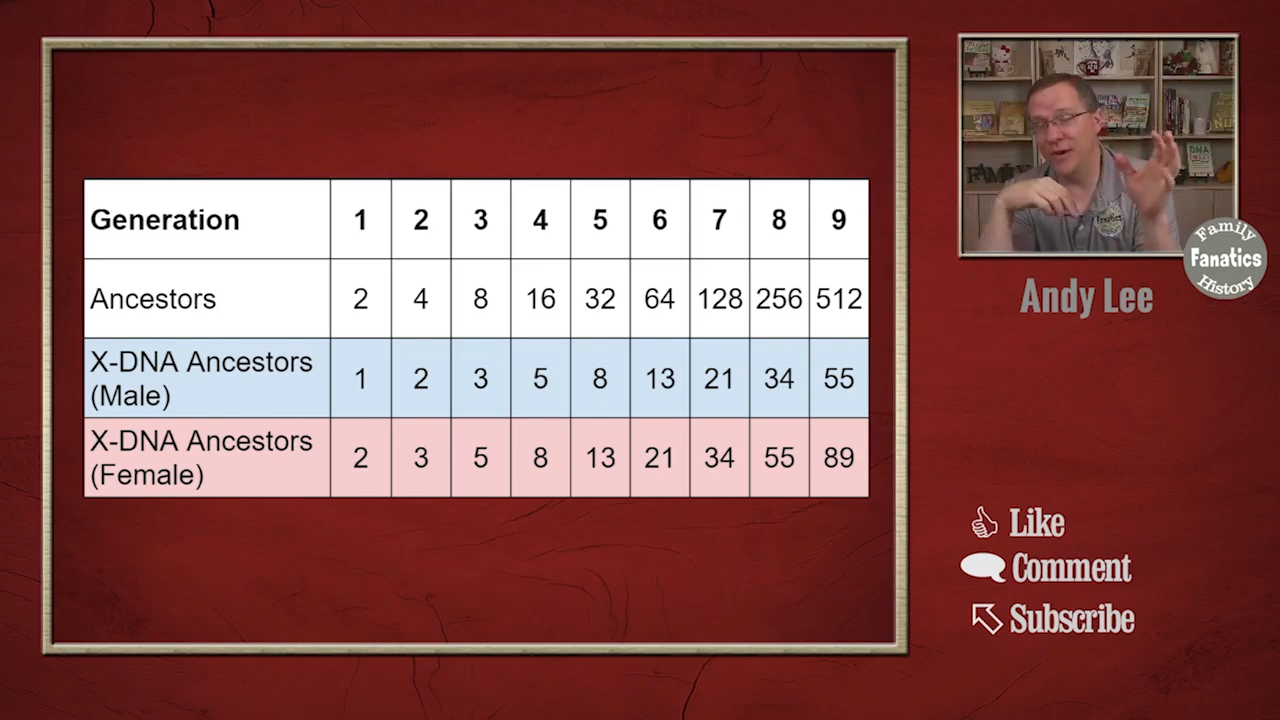 Generation 1 2 3 4 5 6 7 8 9
Ancestors 2 4 8 16 32 64 128 256 512
X-DNA Ancestors
(Male) 1 2 3 5 8 13 21 34 55
X-DNA Ancestors
(Female) 2 3 5 8 13 21 34 55 89
Family
Fanatics
History
Andy Lee
Like
Comment
Subscribe
DNA
Fanatics